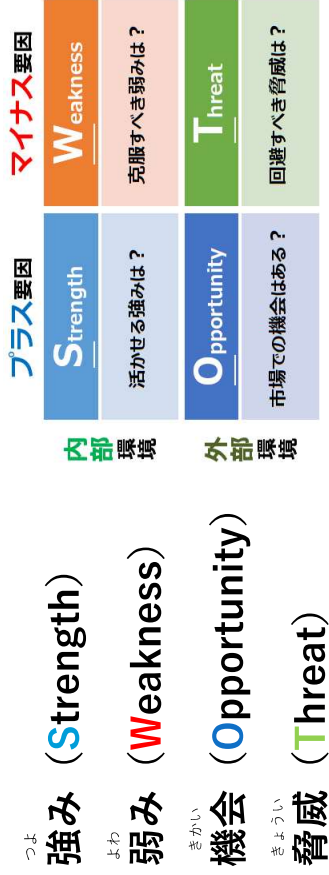 つよ
強み（Strength）
よわ
弱み（Weakness）
きかい
機会（Opportunity）
きょうい
脅威（Threat）
プラス要因
マイナス要因
内部環境
Strength
Weakness
活かせる強みは？
克服すべき弱みは？
外部環境
Opportunity
Threat
市場での機会はある？
回避すべき脅威は？